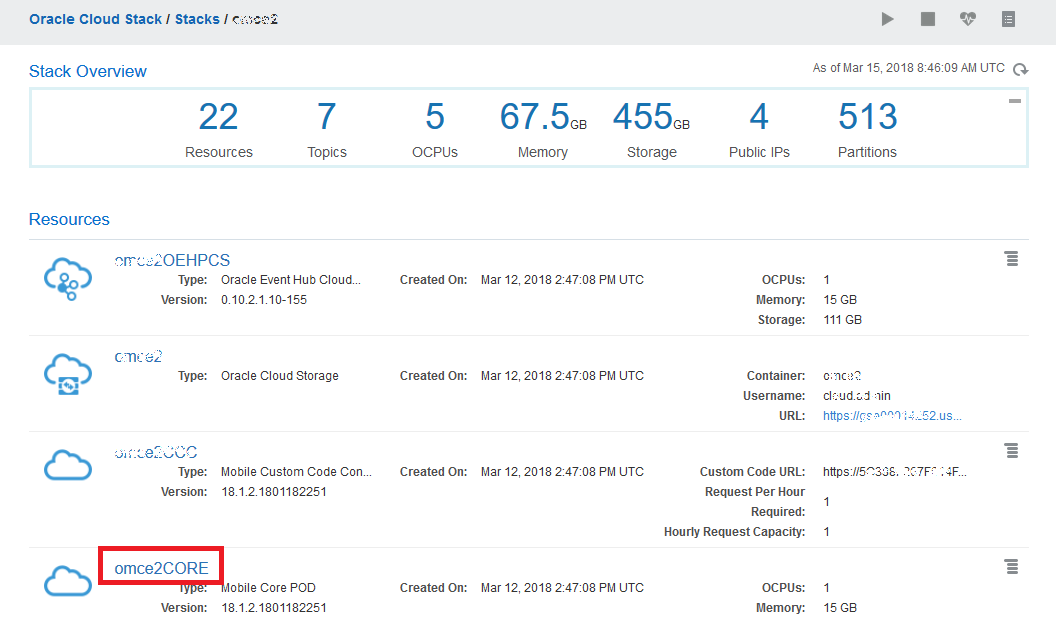 Oracle Cloud Stack / Stacks / omce2
Stack Overview
As of Mar 15, 2018 8:46:09 AM UTC
22 7 5 67.5GB 455GB 4 513
Resources Topics OCPUs Memory Storage Public IPs Partitions
Resources
omce2OEHPCS
Type: Oracle Event Hub Cloud... Created On: Mar 12, 2018 2:47:08 PM UTC OCPUs: 1
Version: 0.10.2.1.10-155 Memory: 15 GB
Storage: 111 GB
omce2
Type: Oracle Cloud Storage Created On: Mar 12, 2018 2:47:08 PM UTC Container: omce2
Username: cloud.admin
URL:
omce2CCC
Type: Mobile Custom Code Con... Created On: Mar 12, 2018 2:47:08 PM UTC Custom Code URL:
Version: 18.1.2.1801182251 Request Per Hour
Required: 1
Hourly Request Capacity: 1
omce2CORE
Type: Mobile Core POD Created On: Mar 12, 2018 2:47:08 PM UTC OCPUs: 1
Version: 18.1.2.1801182251 Memory: 15 GB